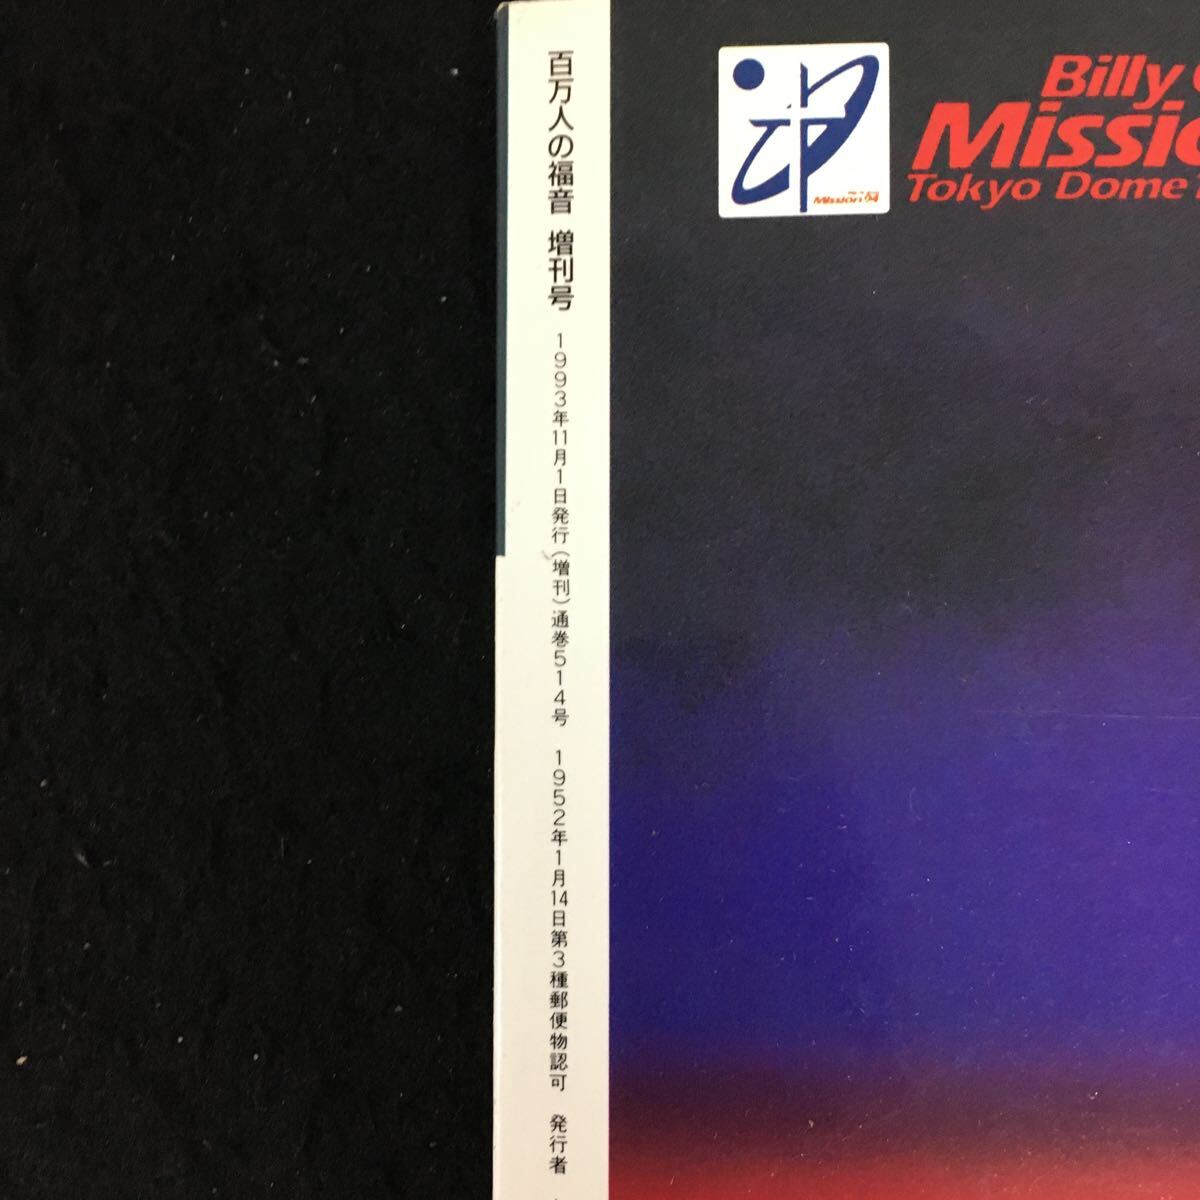 百万人の福音 増刊号 1993年11月1日発行(増刊)通巻514号 1952年1月14日第3種郵便物認可 発行者
Mission'94
Billy
Missio
Tokyo Dome